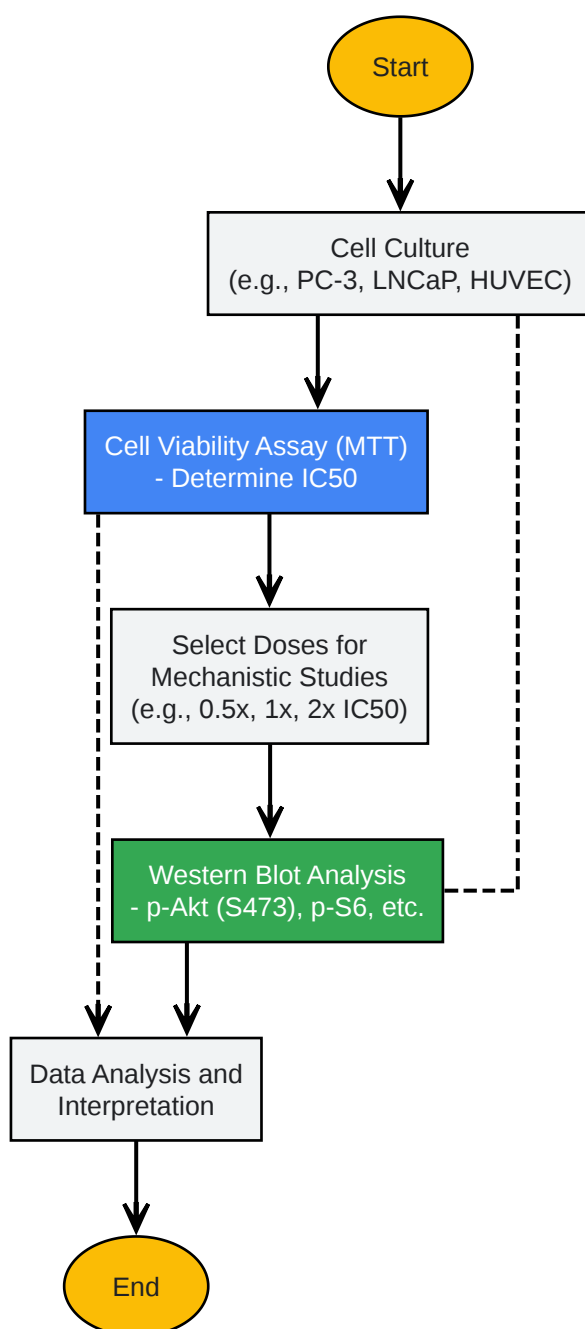 Start
Cell Culture
(e.g., PC-3, LNCaP, HUVEC)
Cell Viability Assay (MTT)
- Determine IC50
Select Doses for
Mechanistic Studies
(e.g., 0.5x, 1x, 2x IC50)
Western Blot Analysis
- p-Akt (S473), p-S6, etc.
Data Analysis and
Interpretation
End